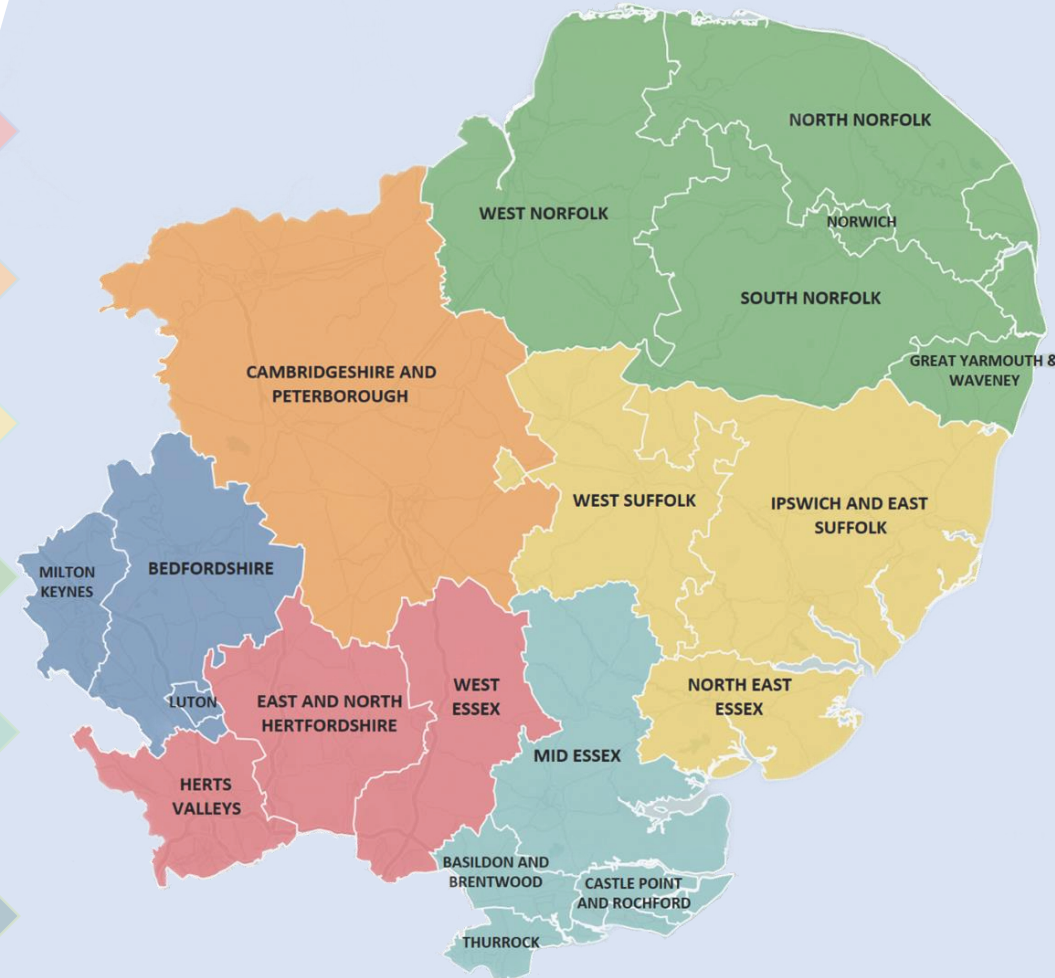 NORTH NORFOLK
WEST NORFOLK
NORWICH
SOUTH NORFOLK
GREAT YARMOUTH &
WAVENEY
CAMBRIDGESHIRE AND
PETERBOROUGH
WEST SUFFOLK
IPSWICH AND EAST
SUFFOLK
MILTON
KEYNES
BEDFORDSHIRE
LUTON
EAST AND NORTH
HERTFORDSHIRE
WEST
ESSEX
NORTH EAST
ESSEX
MID ESSEX
HERTS
VALLEYS
BASILDON AND
BRENTWOOD
CASTLE POINT
AND ROCHFORD
THURROCK